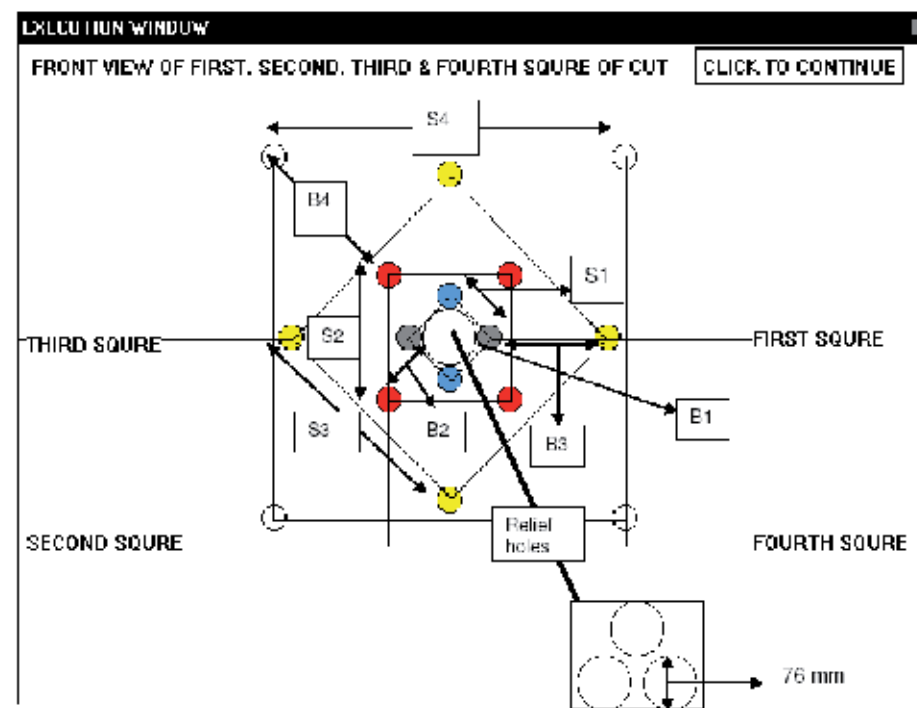 EXECUTION WINDOW
FRONT VIEW OF FIRST, SECOND, THIRD & FOURTH SQURE OF CUT
CLICK TO CONTINUE
S4
B4
S1
S2
THIRD SQURE
FIRST SQURE
B1
S3
B2
B3
Relief
holes
SECOND SQURE
FOURTH SQURE
76 mm